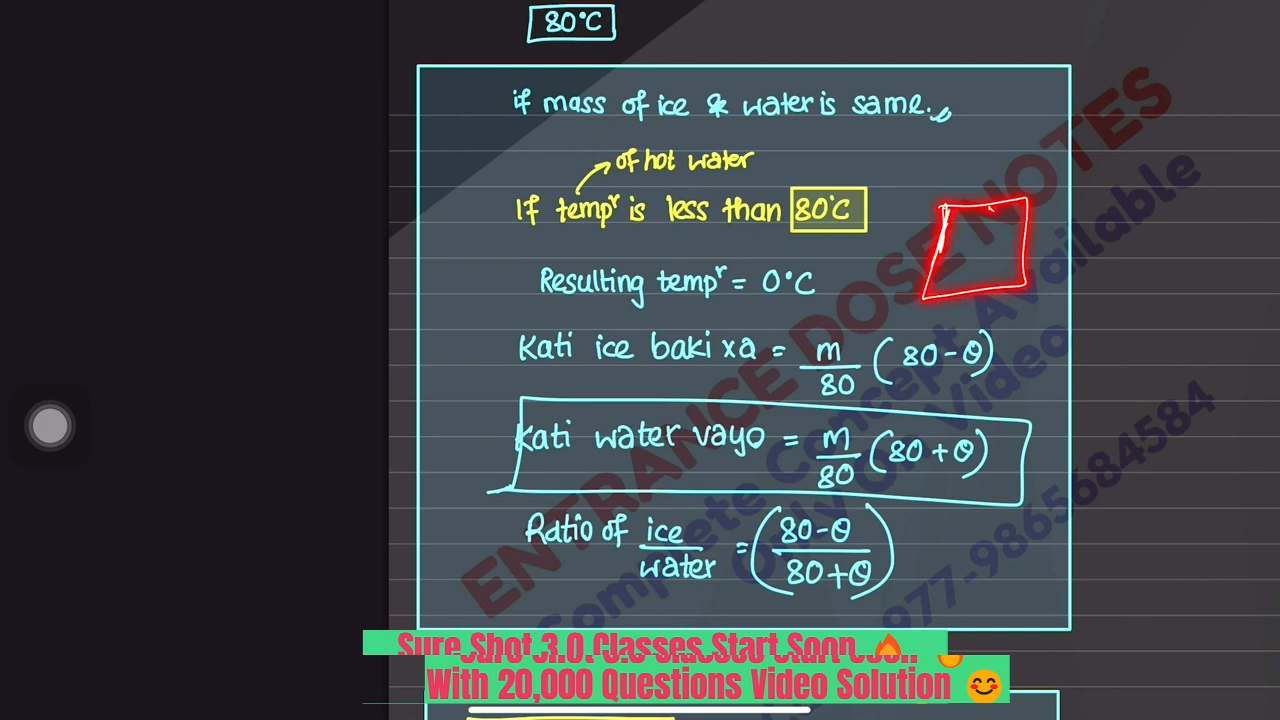 80°C
if mass of ice & water is same.
of hot water
If tempʳ is less than 80°C
Resulting tempʳ = 0°C
Kati ice baki xa = m/80 (80-θ)
Kati water vayo = m/80 (80+θ)
Ratio of ice/water = (80-θ/80+θ)
ENTRANCE DOSE NOTES
Complete Concept Available
Only On Video
977-9865684584
Sure Shot 3.0 Classes Start Soon 🔥
With 20,000 Questions Video Solution 😊